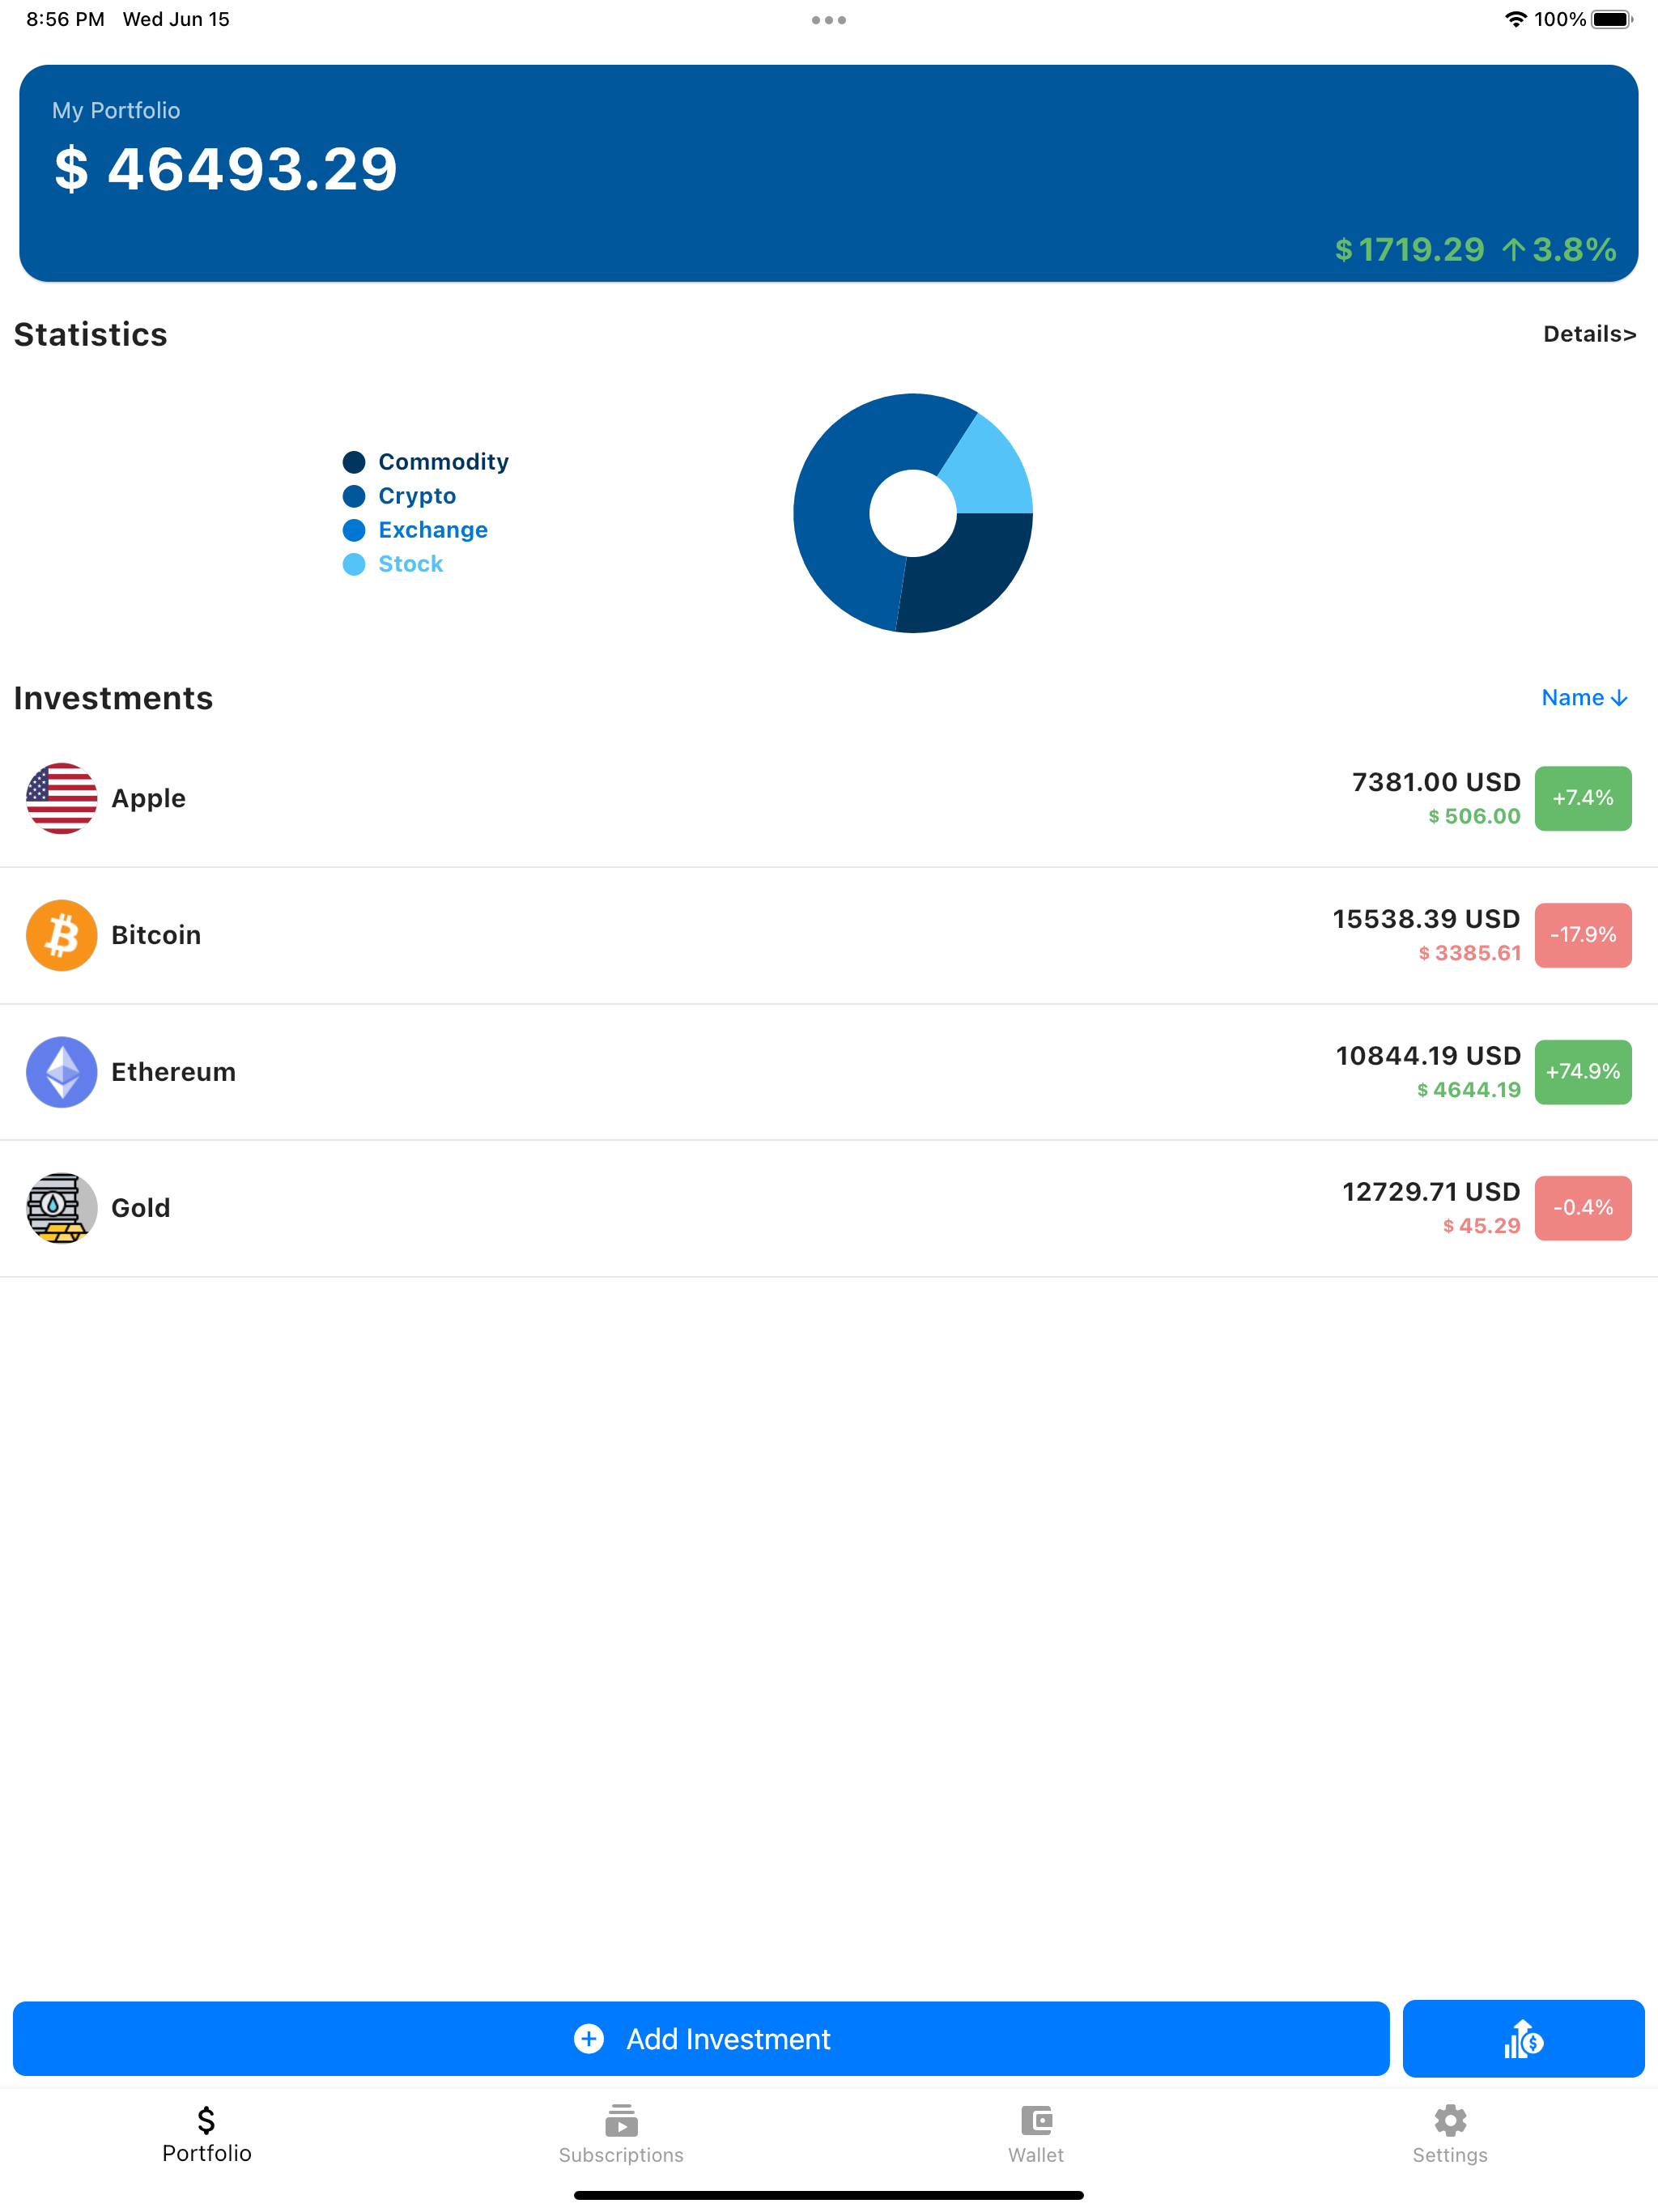 8:56 PM Wed Jun 15
100%
My Portfolio
$ 46493.29
$ 1719.29 ↑ 3.8%
Statistics
Details>
Commodity
Crypto
Exchange
Stock
Investments
Name ↓
Apple
7381.00 USD
$ 506.00
+7.4%
Bitcoin
15538.39 USD
$ 3385.61
-17.9%
Ethereum
10844.19 USD
$ 4644.19
+74.9%
Gold
12729.71 USD
$ 45.29
-0.4%
Add Investment
Portfolio
Subscriptions
Wallet
Settings